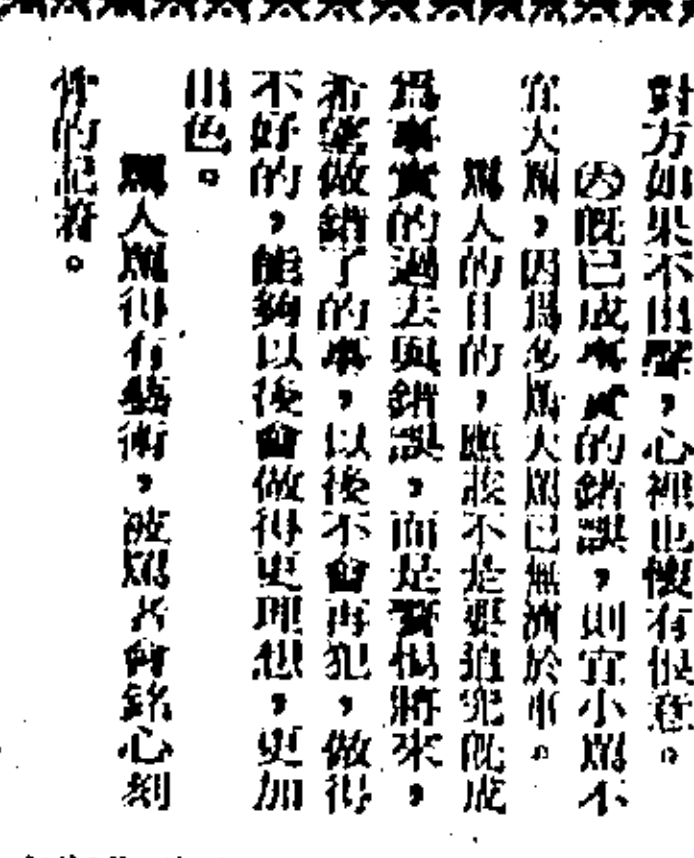 對方如果不出聲，心裡也懷有恨意。
因既已成事實的錯誤，則宜小罵不
宜大罵，因爲多罵大罵已無濟於事。
罵人的目的，應該不是要追究既成
爲事實的過去與錯誤，而是警惕將來，
希望做錯了的事，以後不會再犯，做得
不好的，能夠以後會做得更理想，更加
出色。
罵人罵得有藝術，被罵者會銘心刻
骨的記着。